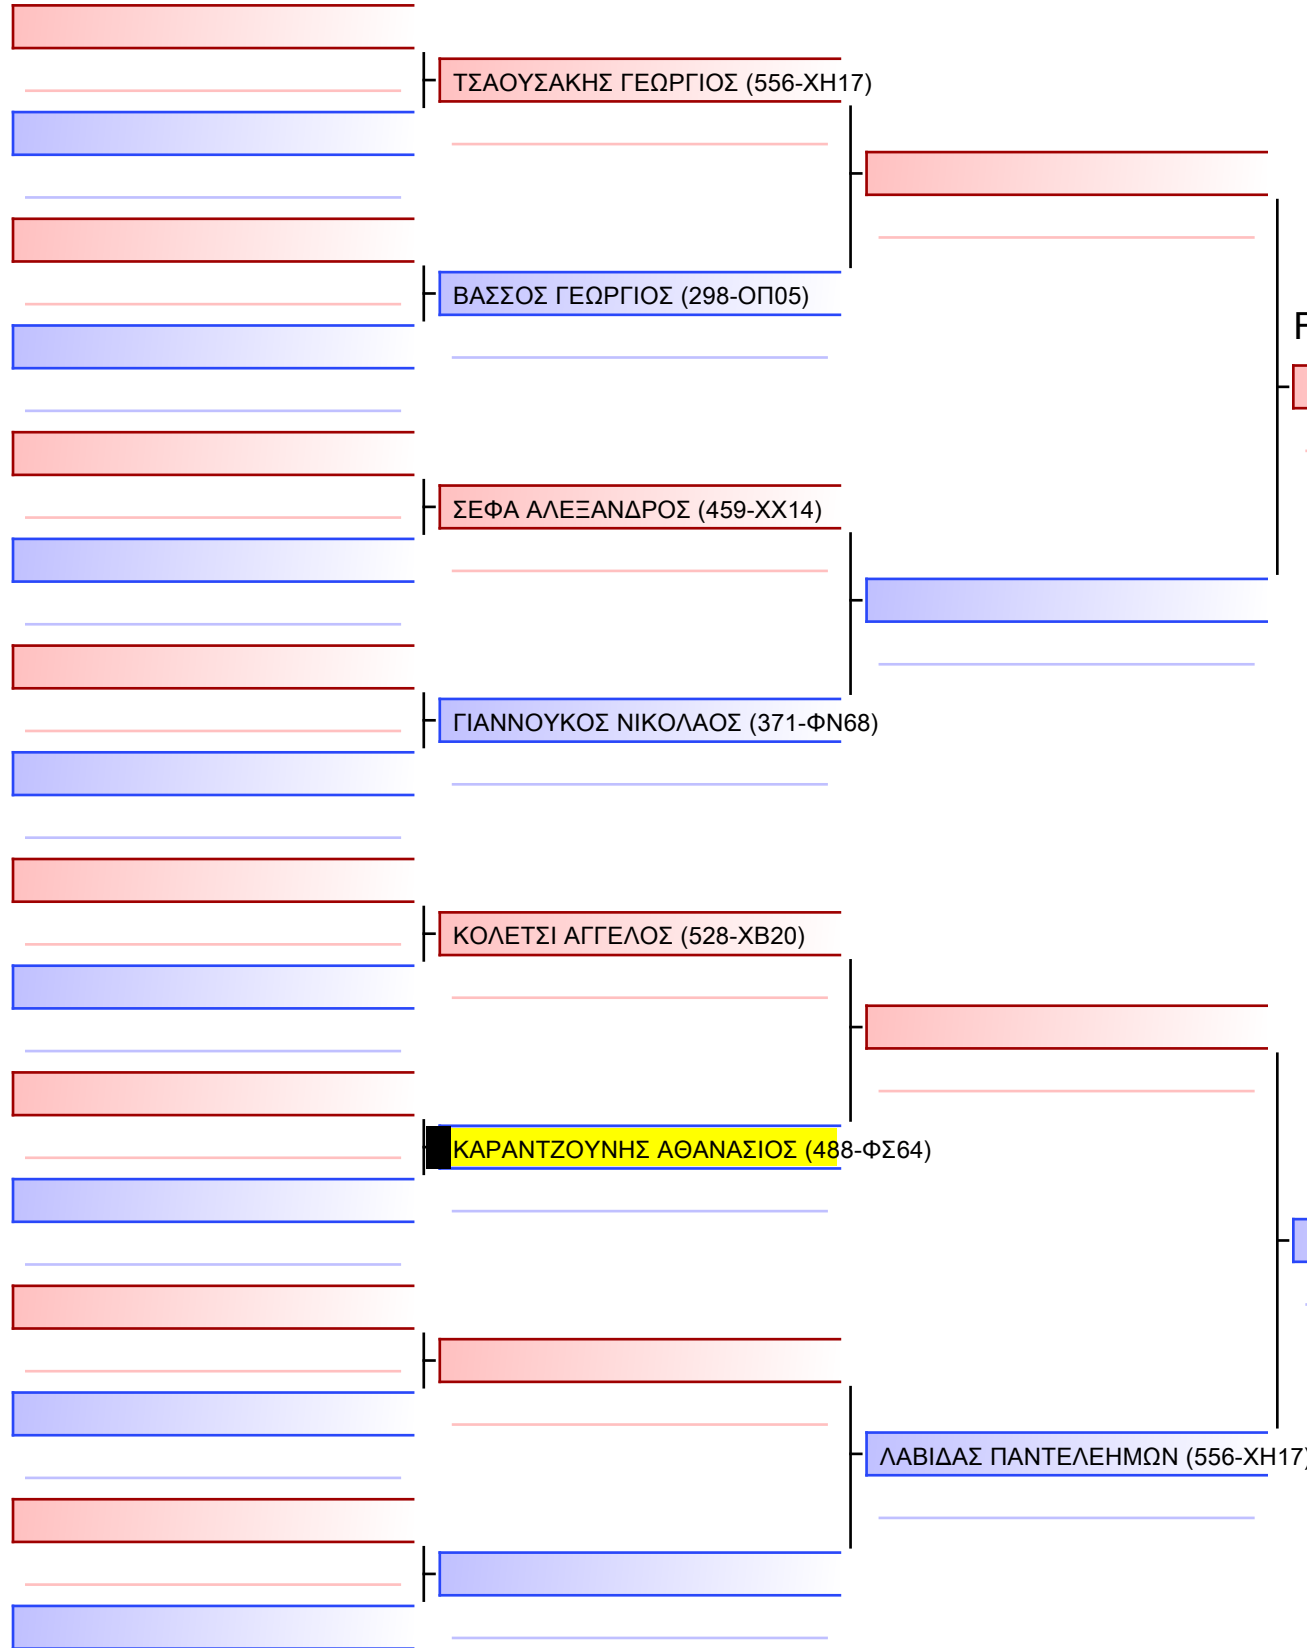 ΤΣΑΟΥΣΑΚΗΣ ΓΕΩΡΓΙΟΣ (556-ΧΗ17)
ΒΑΣΣΟΣ ΓΕΩΡΓΙΟΣ (298-ΟΠ05)
ΣΕΦΑ ΑΛΕΞΑΝΔΡΟΣ (459-ΧΧ14)
ΓΙΑΝΝΟΥΚΟΣ ΝΙΚΟΛΑΟΣ (371-ΦΝ68)
ΚΟΛΕΤΣΙ ΑΓΓΕΛΟΣ (528-ΧΒ20)
ΚΑΡΑΝΤΖΟΥΝΗΣ ΑΘΑΝΑΣΙΟΣ (488-ΦΣ64)
ΛΑΒΙΔΑΣ ΠΑΝΤΕΛΕΗΜΩΝ (556-ΧΗ17)